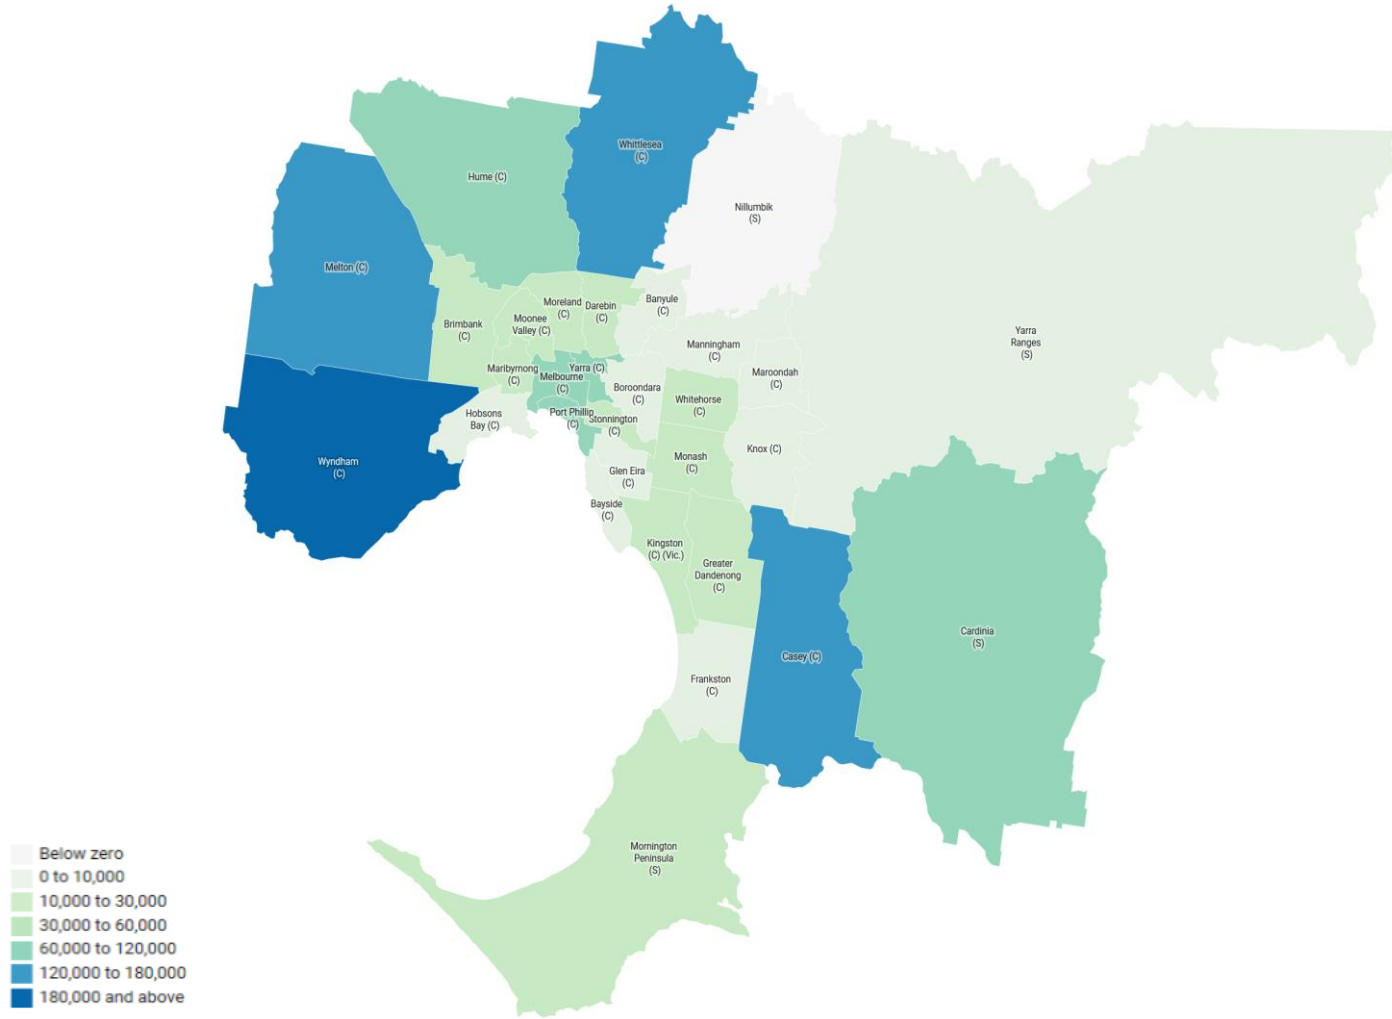 Whittlesea
(C)
Hume (C)
Nillumbik
(S)
Melton (C)
Banyule
(C)
Moreland
(C)
Darebin
(C)
Moonee
Valley (C)
Brimbank
(C)
Yarra
Ranges
(S)
Manningham
(C)
Maribyrnong
(C)
Yarra (C)
Melbourne
(C)
Maroondah
(C)
Boroondara
(C)
Whitehorse
(C)
Hobsons
Bay (C)
Port Phillip
(C)
Stonnington
(C)
Knox (C)
Wyndham
(C)
Monash
(C)
Glen Eira
(C)
Bayside
(C)
Kingston
(C) (Vic.)
Greater
Dandenong
(C)
Cardinia
(S)
Casey (C)
Frankston
(C)
Mornington
Peninsula
(S)
Below zero
0 to 10,000
10,000 to 30,000
30,000 to 60,000
60,000 to 120,000
120,000 to 180,000
180,000 and above